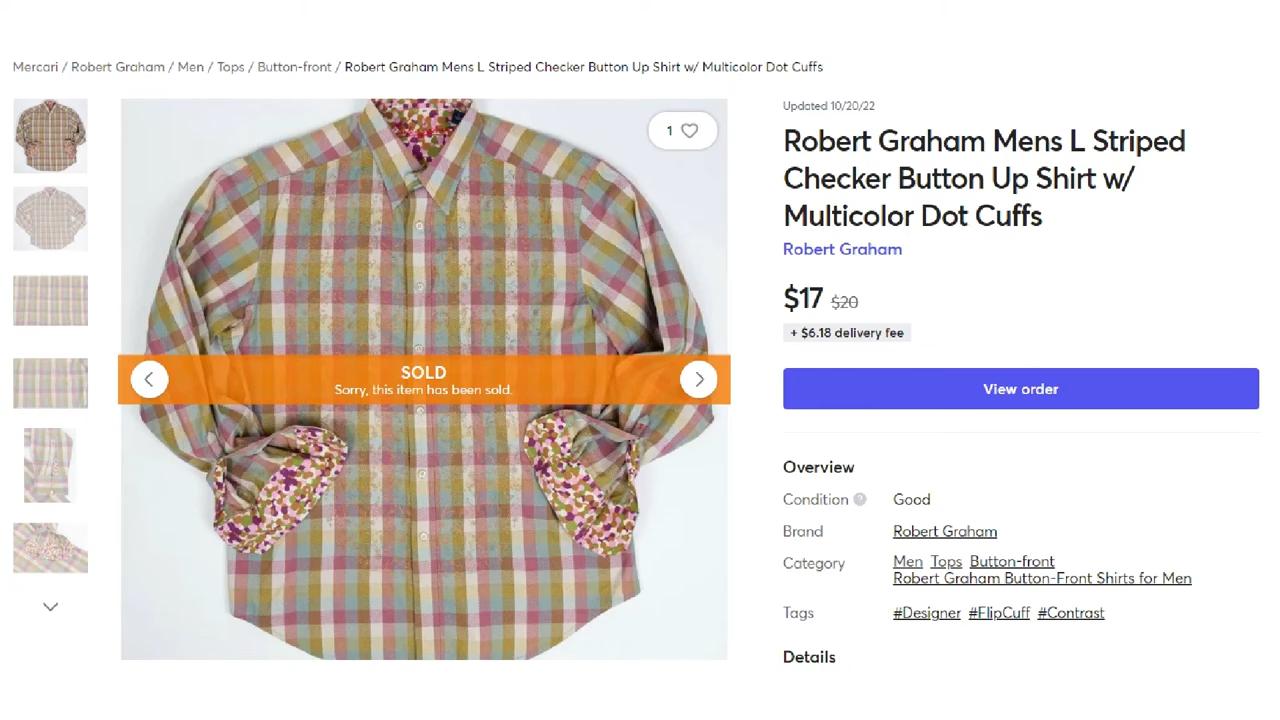 Mercari / Robert Graham / Men / Tops / Button-front / Robert Graham Mens L Striped Checker Button Up Shirt w/ Multicolor Dot Cuffs
1
SOLD
Sorry, this item has been sold.
Updated 10/20/22
Robert Graham Mens L Striped
Checker Button Up Shirt w/
Multicolor Dot Cuffs
Robert Graham
$17 $20
+ $6.18 delivery fee
View order
Overview
Condition ? Good
Brand Robert Graham
Category Men Tops Button-front
Robert Graham Button-Front Shirts for Men
Tags #Designer #FlipCuff #Contrast
Details